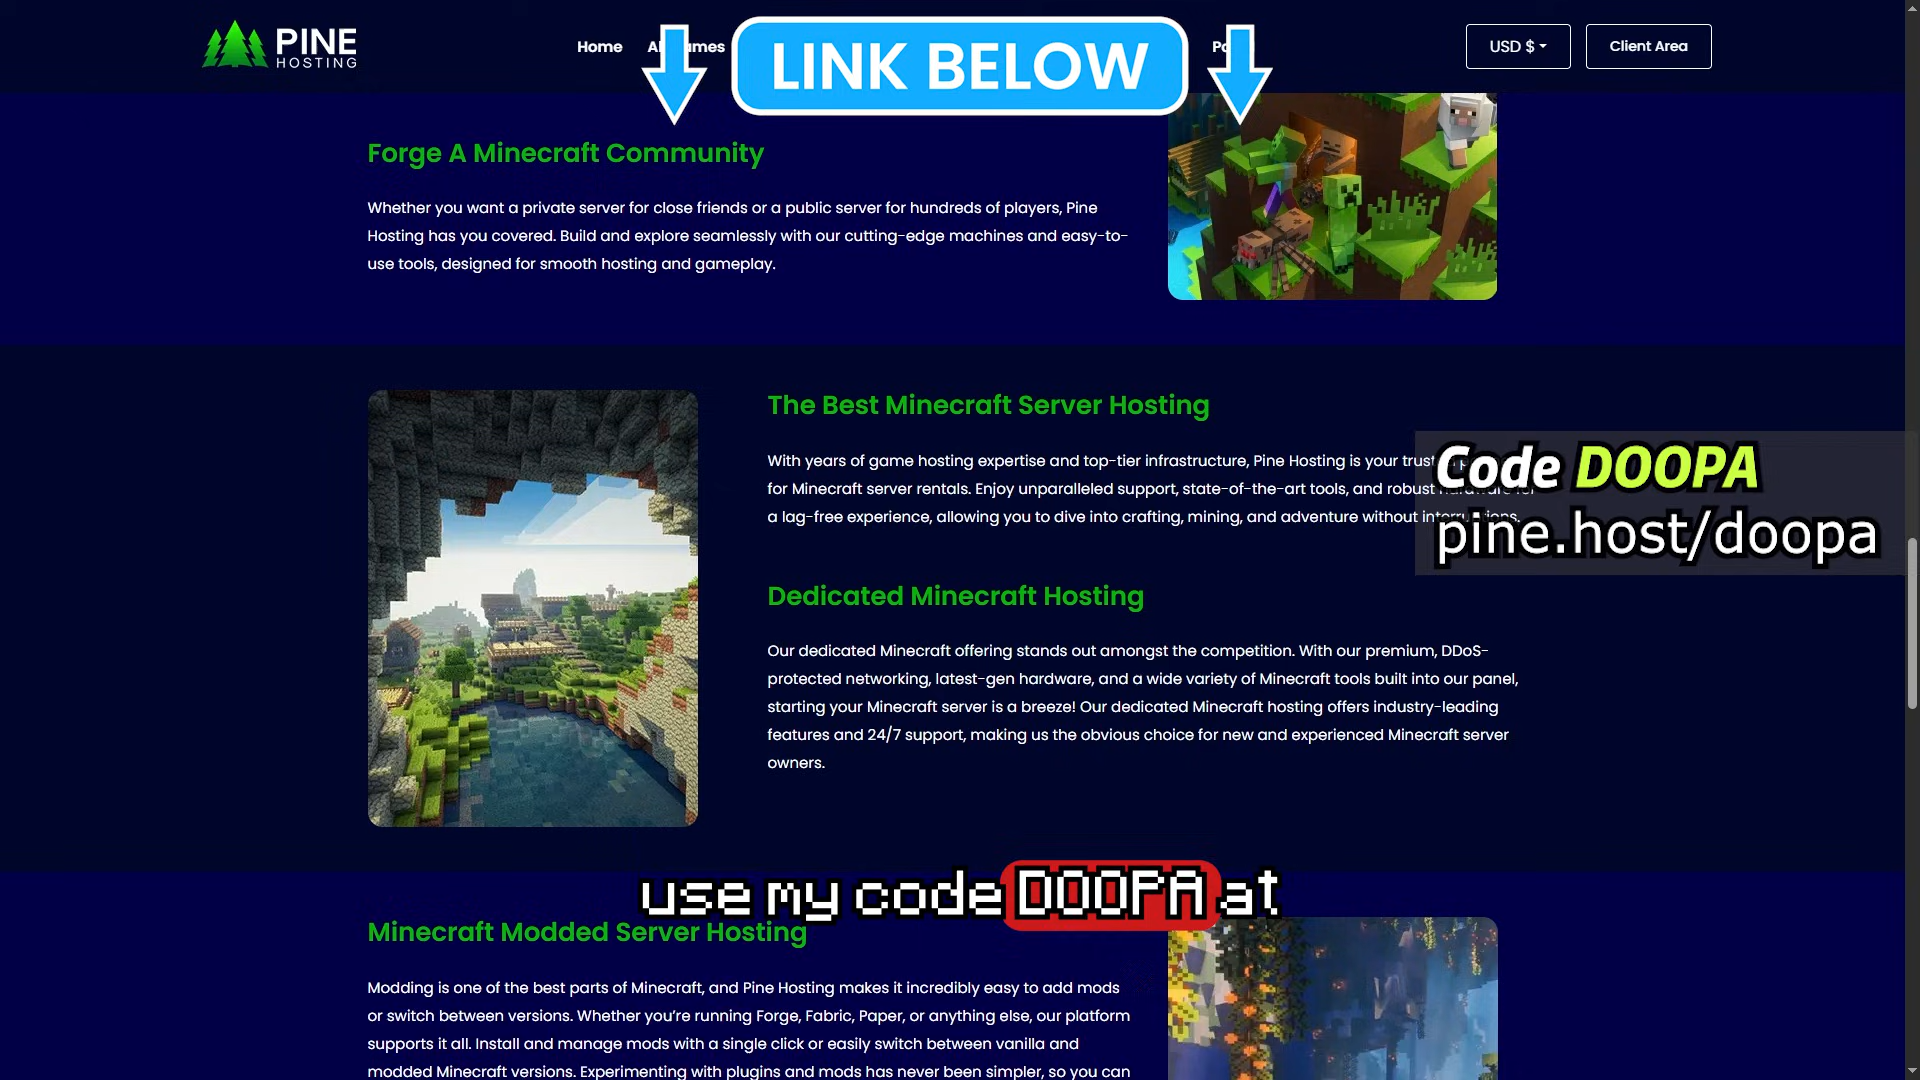 PINE
HOSTING
Home
LINK BELOW
USD $
Client Area
Forge A Minecraft Community
Whether you want a private server for close friends or a public server for hundreds of players, Pine
Hosting has you covered. Build and explore seamlessly with our cutting-edge machines and easy-to-
use tools, designed for smooth hosting and gameplay.
The Best Minecraft Server Hosting
With years of game hosting expertise and top-tier infrastructure, Pine Hosting is your
for Minecraft server rentals. Enjoy unparalleled support, state-of-the-art tools, and robust
a lag-free experience, allowing you to dive into crafting, mining, and adventure without
Code DOOPA
pine.host/doopa
Dedicated Minecraft Hosting
Our dedicated Minecraft offering stands out amongst the competition. With our premium, DDoS-
protected networking, latest-gen hardware, and a wide variety of Minecraft tools built into our panel,
starting your Minecraft server is a breeze! Our dedicated Minecraft hosting offers industry-leading
features and 24/7 support, making us the obvious choice for new and experienced Minecraft server
owners.
use my code DOOPA at
Minecraft Modded Server Hosting
Modding is one of the best parts of Minecraft, and Pine Hosting makes it incredibly easy to add mods
or switch between versions. Whether you're running Forge, Fabric, Paper, or anything else, our platform
supports it all. Install and manage mods with a single click or easily switch between vanilla and
modded Minecraft versions. Experimenting with plugins and mods has never been simpler, so you can